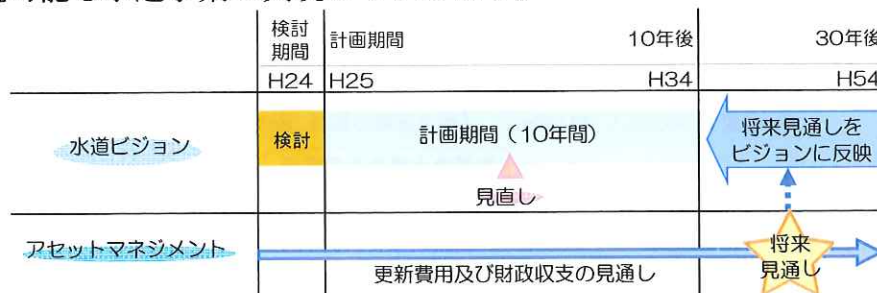 検討
期間
計画期間 10年後 30年後
H24 H25 H34 H54
水道ビジョン
検討
計画期間(10年間)
将来見通しを
ビジョンに反映
見直し
アセットマネジメント
更新費用及び財政収支の見通し
将来
見通し